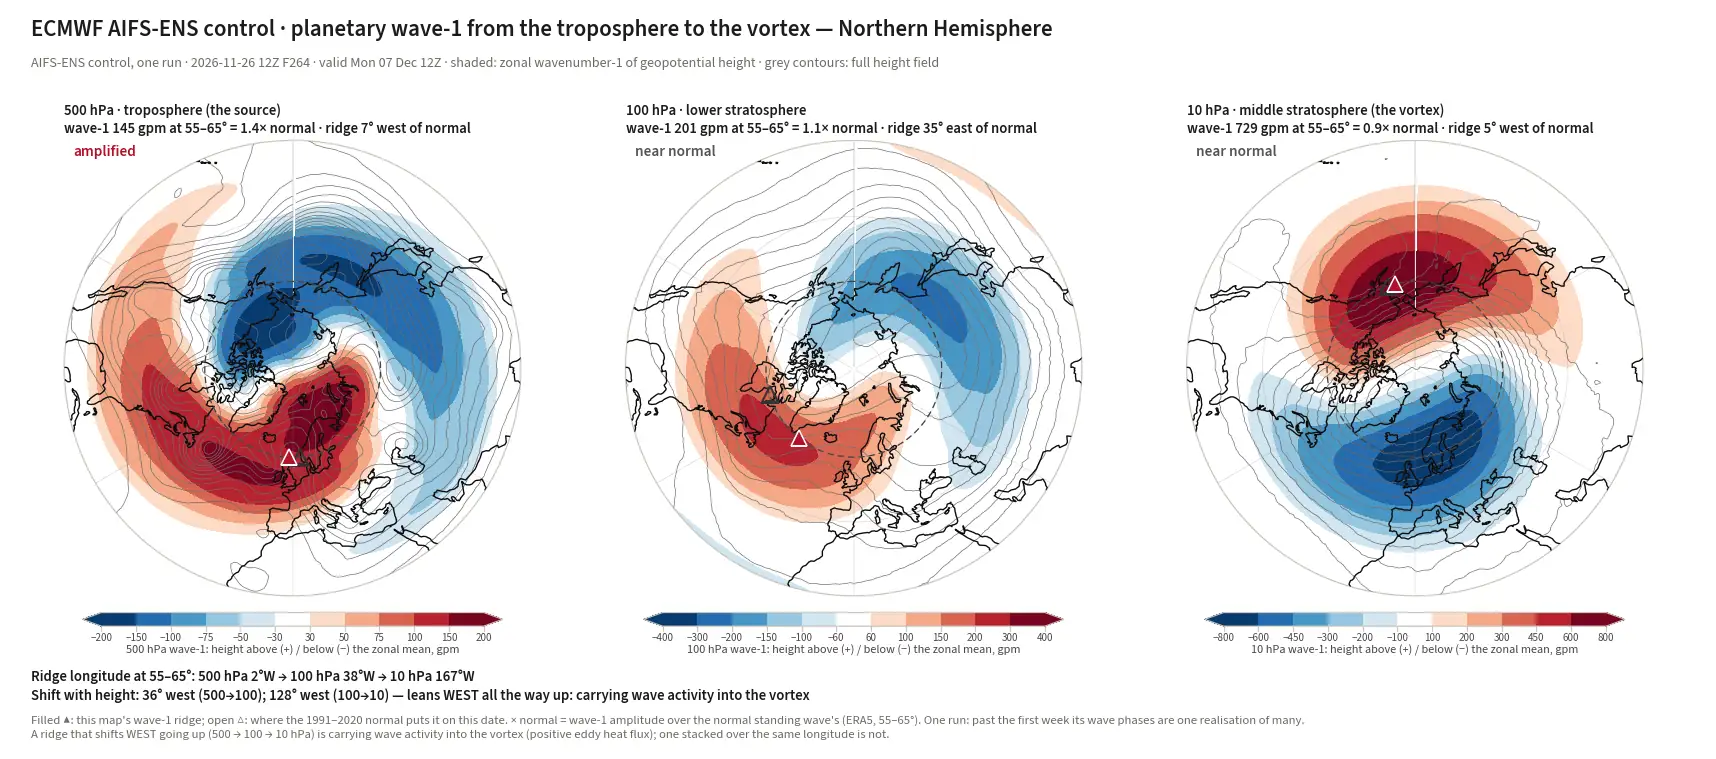 ECMWF AIFS-ENS control · planetary wave-1 from the troposphere to the vortex — Northern Hemisphere
AIFS-ENS control, one run · 2026-11-26 12Z F264 · valid Mon 07 Dec 12Z · shaded: zonal wavenumber-1 of geopotential height · grey contours: full height field
500 hPa · troposphere (the source)
wave-1 145 gpm at 55–65° = 1.4× normal · ridge 7° west of normal
amplified
100 hPa · lower stratosphere
wave-1 201 gpm at 55–65° = 1.1× normal · ridge 35° east of normal
near normal
10 hPa · middle stratosphere (the vortex)
wave-1 729 gpm at 55–65° = 0.9× normal · ridge 5° west of normal
near normal
−200 −150 −100 −75 −50 −30 30 50 75 100 150 200
500 hPa wave-1: height above (+) / below (−) the zonal mean, gpm
−400 −300 −200 −150 −100 −60 60 100 150 200 300 400
100 hPa wave-1: height above (+) / below (−) the zonal mean, gpm
−800 −600 −450 −300 −200 −100 100 200 300 450 600 800
10 hPa wave-1: height above (+) / below (−) the zonal mean, gpm
Ridge longitude at 55–65°: 500 hPa 2°W → 100 hPa 38°W → 10 hPa 167°W
Shift with height: 36° west (500→100); 128° west (100→10) — leans WEST all the way up: carrying wave activity into the vortex
Filled ▲: this map's wave-1 ridge; open △: where the 1991–2020 normal puts it on this date. × normal = wave-1 amplitude over the normal standing wave's (ERA5, 55–65°). One run: past the first week its wave phases are one realisation of many.
A ridge that shifts WEST going up (500 → 100 → 10 hPa) is carrying wave activity into the vortex (positive eddy heat flux); one stacked over the same longitude is not.